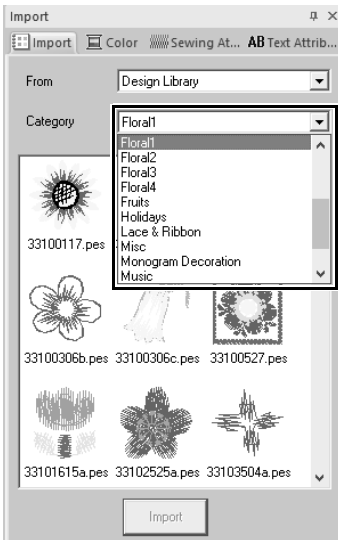 Import
Import Color Sewing At... AB Text Attrib...
From Design Library
Category Floral1
Floral1
Floral2
Floral3
Floral4
Fruits
Holidays
Lace & Ribbon
Misc
Monogram Decoration
Music
33100117.pes
33100306b.pes 33100306c.pes 33100527.pes
33101615a.pes 33102525a.pes 33103504a.pes
Import